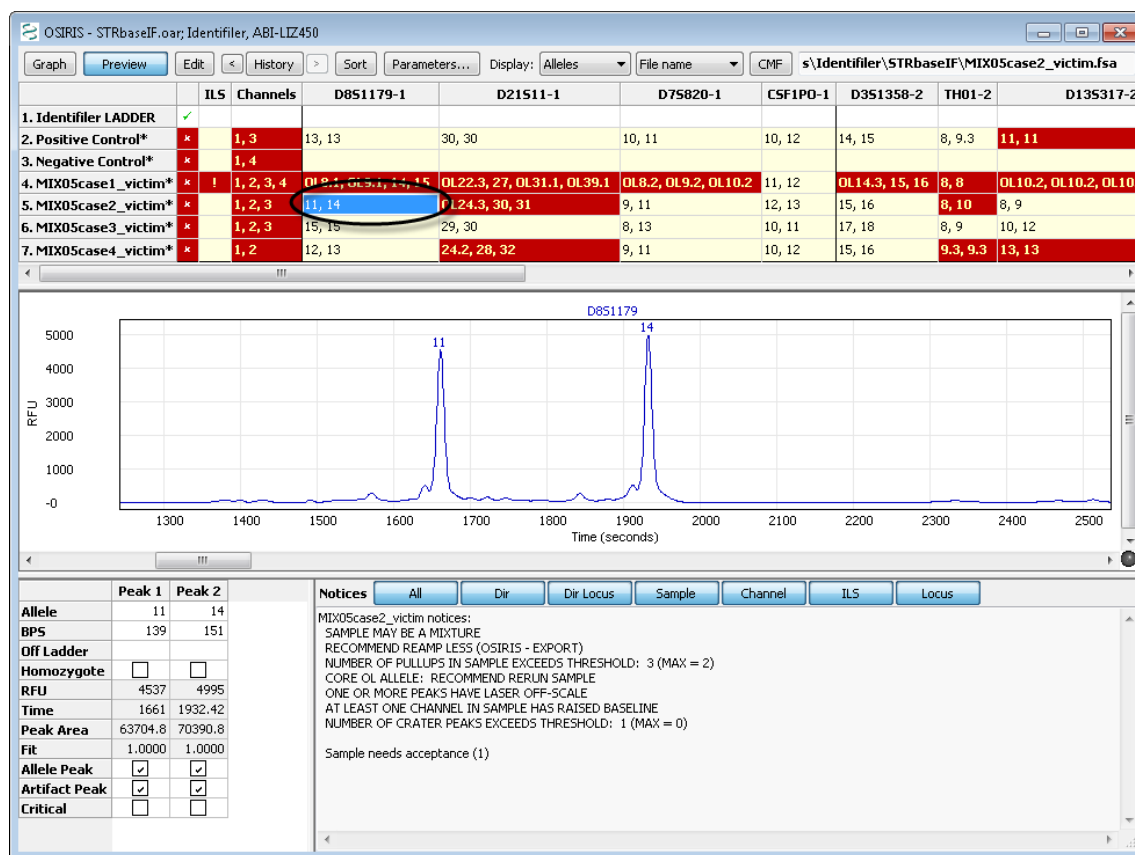 OSIRIS - STRbaseIF.oar; Identifiler, ABI-LIZ450
Graph Preview Edit < History > Sort Parameters... Display: Alleles File name CMF s\Identifiler\STRbaseIF\MIX05case2_victim.fsa
ILS Channels D8S1179-1 D21S11-1 D7S820-1 CSF1PO-1 D3S1358-2 TH01-2 D13S317-2
1. Identifiler LADDER
2. Positive Control* 1, 3 13, 13 30, 30 10, 11 10, 12 14, 15 8, 9.3 11, 11
3. Negative Control* 1, 4
4. MIX05case1_victim* ! 1, 2, 3, 4 OL8.1, OL9.1, 14, 15 OL22.3, 27, OL31.1, OL39.1 OL8.2, OL9.2, OL10.2 11, 12 OL14.3, 15, 16 8, 8 OL10.2, OL10.2, OL10
5. MIX05case2_victim* 1, 2, 3 11, 14 OL24.3, 30, 31 9, 11 12, 13 15, 16 8, 10 8, 9
6. MIX05case3_victim* 1, 2, 3 15, 15 29, 30 8, 13 10, 11 17, 18 8, 9 10, 12
7. MIX05case4_victim* 1, 2 12, 13 24.2, 28, 32 9, 11 10, 12 15, 16 9.3, 9.3 13, 13
D8S1179
14
11
5000
4000
3000
2000
1000
-0
RFU
1300 1400 1500 1600 1700 1800 1900 2000 2100 2200 2300 2400 2500
Time (seconds)
Peak 1 Peak 2
Allele 11 14
BPS 139 151
Off Ladder
Homozygote
RFU 4537 4995
Time 1661 1932.42
Peak Area 63704.8 70390.8
Fit 1.0000 1.0000
Allele Peak
Artifact Peak
Critical
Notices All Dir Dir Locus Sample Channel ILS Locus
MIX05case2_victim notices:
SAMPLE MAY BE A MIXTURE
RECOMMEND REAMP LESS (OSIRIS - EXPORT)
NUMBER OF PULLUPS IN SAMPLE EXCEEDS THRESHOLD: 3 (MAX = 2)
CORE OL ALLELE: RECOMMEND RERUN SAMPLE
ONE OR MORE PEAKS HAVE LASER OFF-SCALE
AT LEAST ONE CHANNEL IN SAMPLE HAS RAISED BASELINE
NUMBER OF CRATER PEAKS EXCEEDS THRESHOLD: 1 (MAX = 0)
Sample needs acceptance (1)